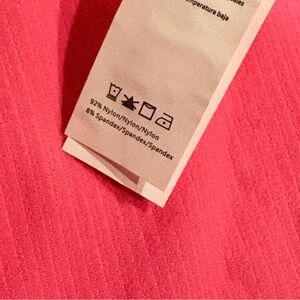 temperatura baja
92% Nylon/Nylon/Nylon
8% Spandex/Spandex/Spandex